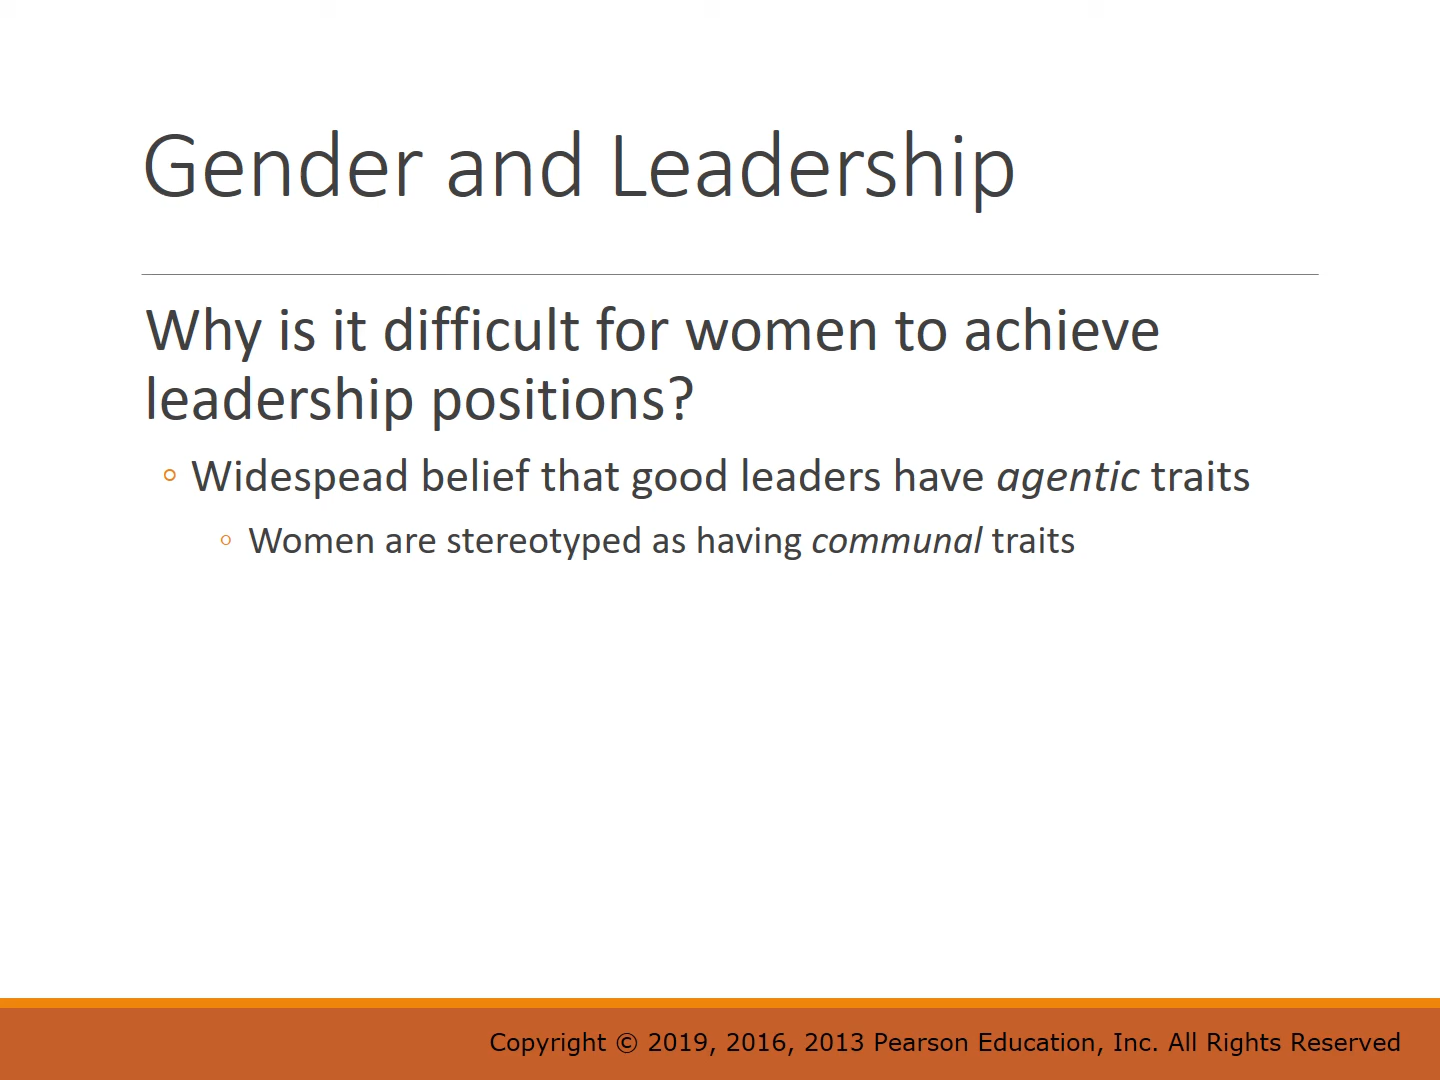 Gender and Leadership
Why is it difficult for women to achieve
leadership positions?
◦ Widespead belief that good leaders have agentic traits
◦ Women are stereotyped as having communal traits
Copyright © 2019, 2016, 2013 Pearson Education, Inc. All Rights Reserved